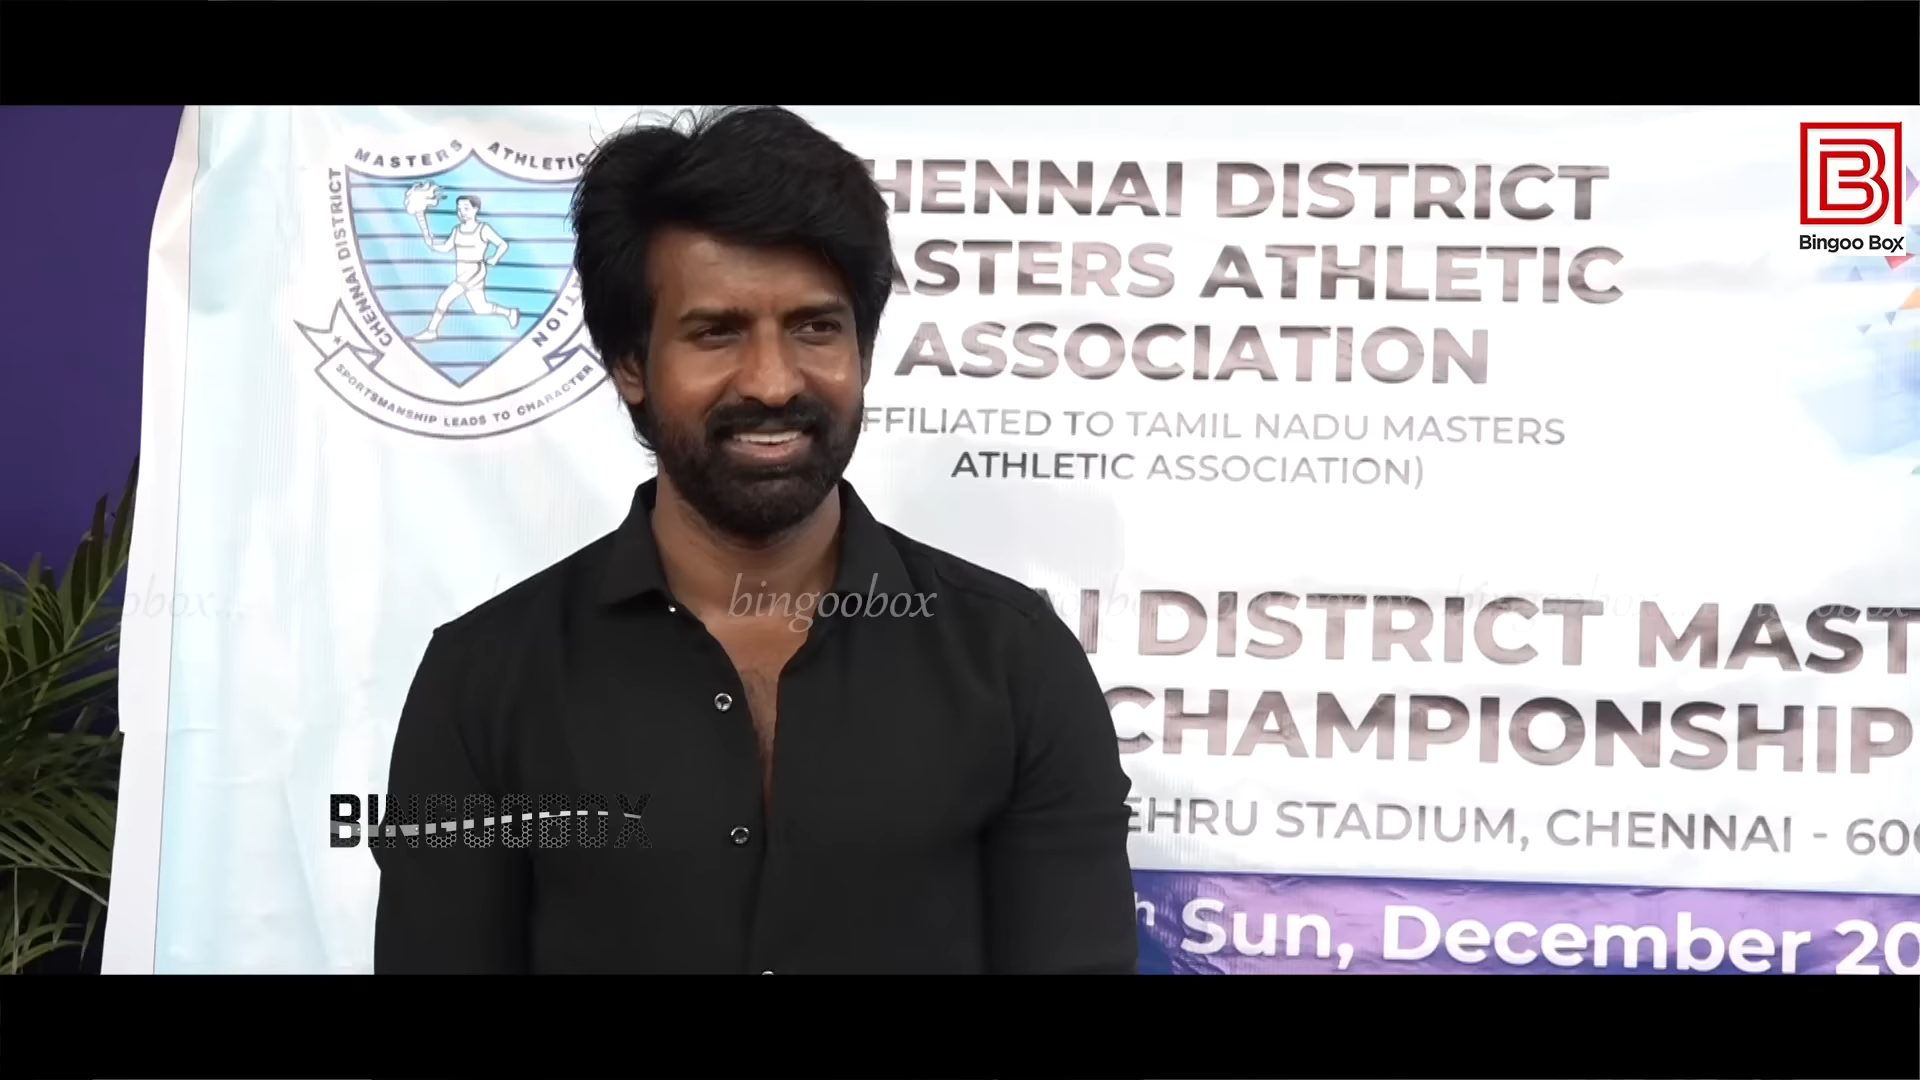 MASTERS ATHLETIC
CHENNAI DISTRICT
SPORTSMANSHIP LEADS TO CHARACTER
HENNAI DISTRICT
ASTERS ATHLETIC
ASSOCIATION
FFILIATED TO TAMIL NADU MASTERS
ATHLETIC ASSOCIATION)
B
Bingoo Box
bingoobox
I DISTRICT MAST
CHAMPIONSHIP
BINGOOBOX
EHRU STADIUM, CHENNAI - 600
h Sun, December 20